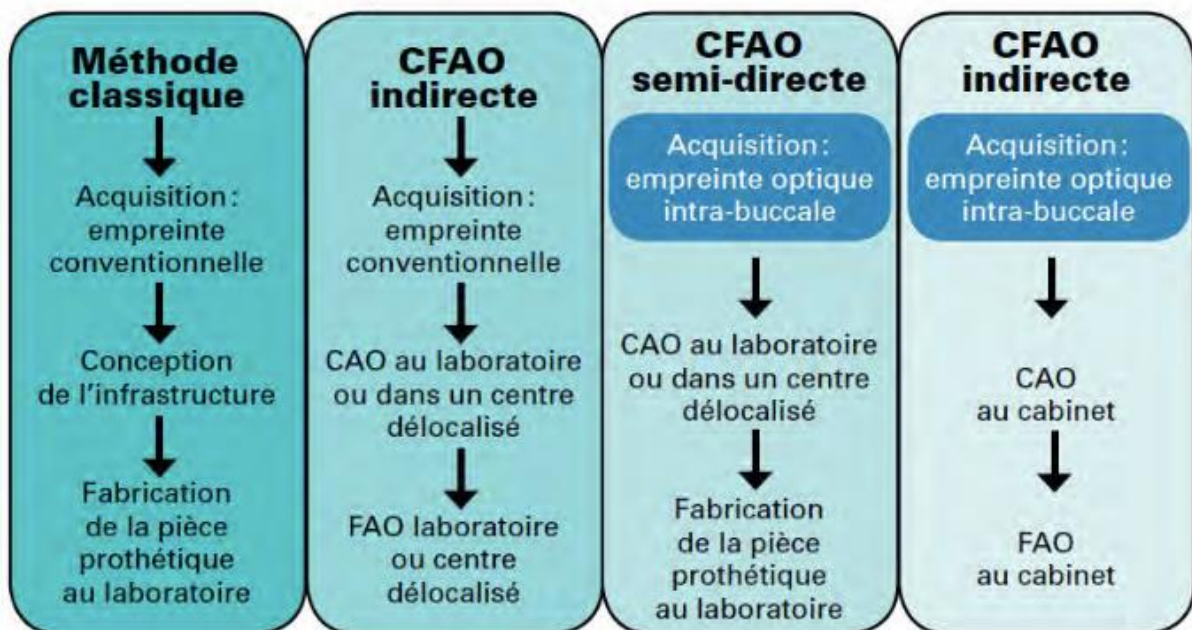 Méthode
classique
Acquisition :
empreinte
conventionnelle
Conception
de l’infrastructure
Fabrication
de la pièce
prothétique
au laboratoire
CFAO
indirecte
Acquisition :
empreinte
conventionnelle
CAO au laboratoire
ou dans un centre
délocalisé
FAO laboratoire
ou centre
délocalisé
CFAO
semi-directe
Acquisition :
empreinte optique
intra-buccale
CAO au laboratoire
ou dans un centre
délocalisé
Fabrication
de la pièce
prothétique
au laboratoire
CFAO
indirecte
Acquisition :
empreinte optique
intra-buccale
CAO
au cabinet
FAO
au cabinet